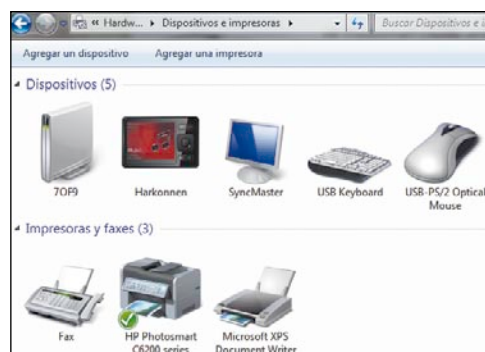 « Hardw... ▸ Dispositivos e impresoras ▸
Buscar Dispositivos e i
Agregar un dispositivo Agregar una impresora
Dispositivos (5)
7OF9 Harkonnen SyncMaster USB Keyboard USB-PS/2 Optical
Mouse
Impresoras y faxes (3)
Fax HP Photosmart Microsoft XPS
C6200 series Document Writer